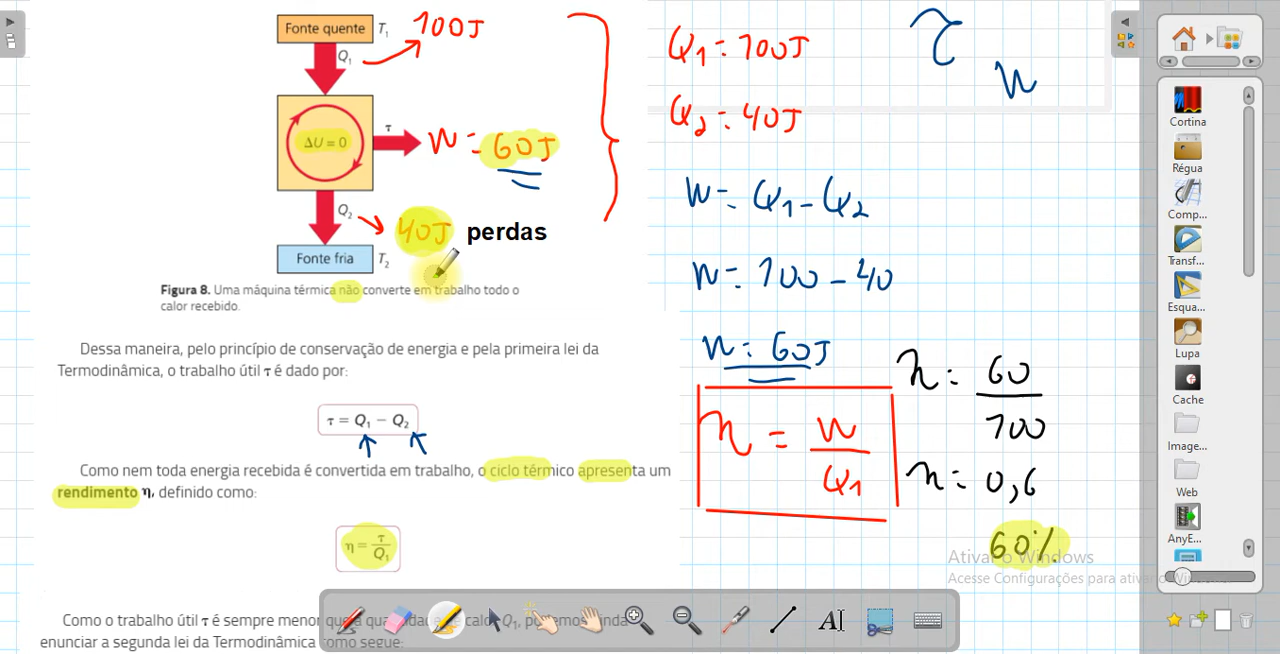 Fonte quente T₁ 100J
Q₁
ΔU = 0
τ
W = 60J
Q₂ 40J perdas
Fonte fria T₂
Figura 8. Uma máquina térmica não converte em trabalho todo o
calor recebido.
Dessa maneira, pelo princípio de conservação de energia e pela primeira lei da
Termodinâmica, o trabalho útil τ é dado por:
τ = Q₁ − Q₂
Como nem toda energia recebida é convertida em trabalho, o ciclo térmico apresenta um
rendimento η, definido como:
η = τ/Q₁
Como o trabalho útil τ é sempre menor
enunciar a segunda lei da Termodinâmica como segue:
Q₁ = 100J
Q₂ = 40J
W = Q₁ − Q₂
W = 100 − 40
W = 60J
η = W/Q₁
τ
W
η = 60/100
η = 0,6
60%
Ativar o Windows
Acesse Configurações para ativar o Windows.
Cortina
Régua
Comp...
Transf...
Esqua...
Lupa
Cache
Image...
Web
AnyE...